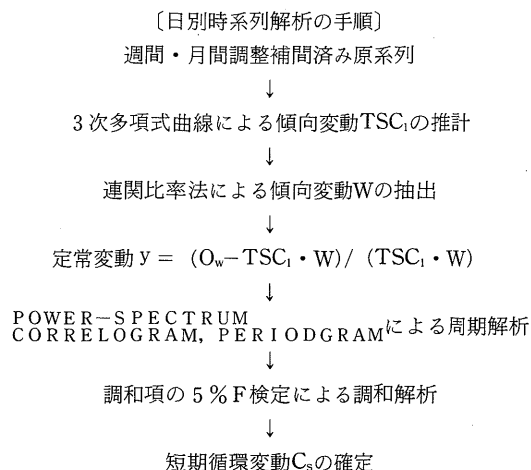 〔日別時系列解析の手順〕
週間・月間調整補間済み原系列
↓
3次多項式曲線による傾向変動TSC₁の推計
↓
連関比率法による傾向変動Wの抽出
↓
定常変動y = (Ow−TSC₁・W)/(TSC₁・W)
↓
POWER−SPECTRUM
CORRELOGRAM, PERIODGRAMによる周期解析
↓
調和項の5%F検定による調和解析
↓
短期循環変動Csの確定